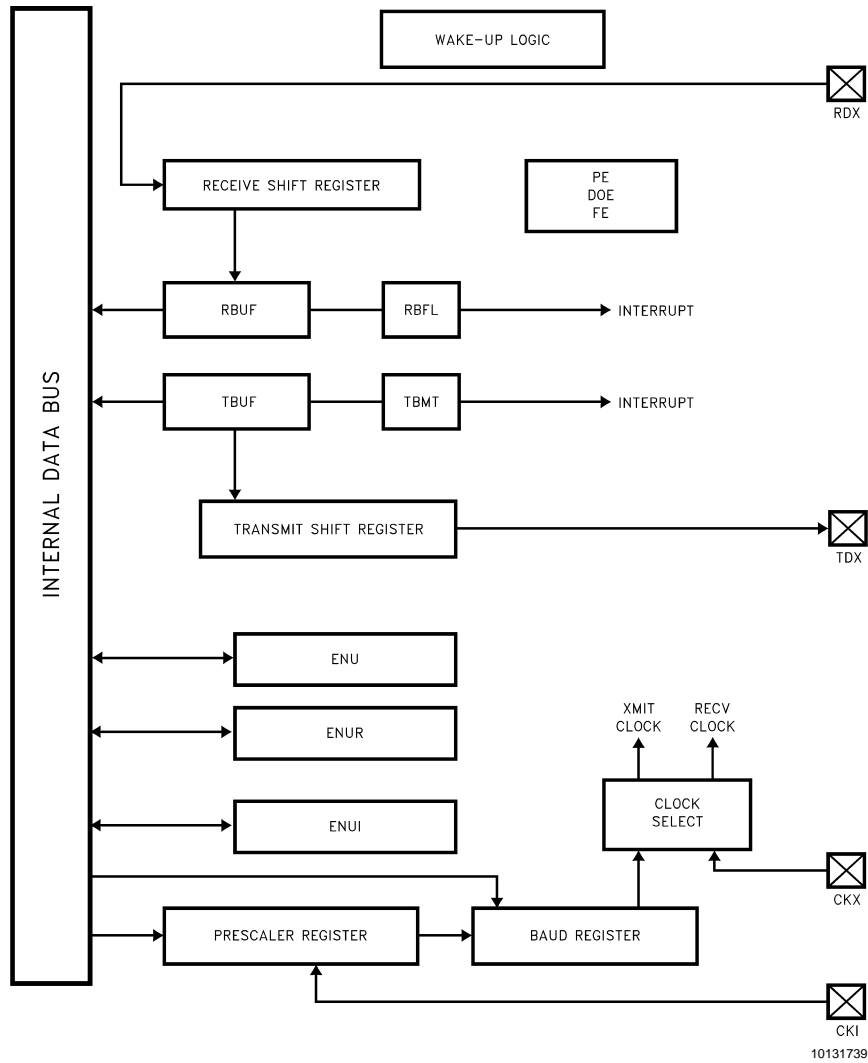 WAKE-UP LOGIC
RDX
RECEIVE SHIFT REGISTER
PE
DOE
FE
RBUF
RBFL
INTERRUPT
INTERNAL DATA BUS
TBUF
TBMT
INTERRUPT
TRANSMIT SHIFT REGISTER
TDX
ENU
XMIT
CLOCK
RECV
CLOCK
ENUR
CLOCK
SELECT
ENUI
CKX
PRESCALER REGISTER
BAUD REGISTER
CKI
10131739